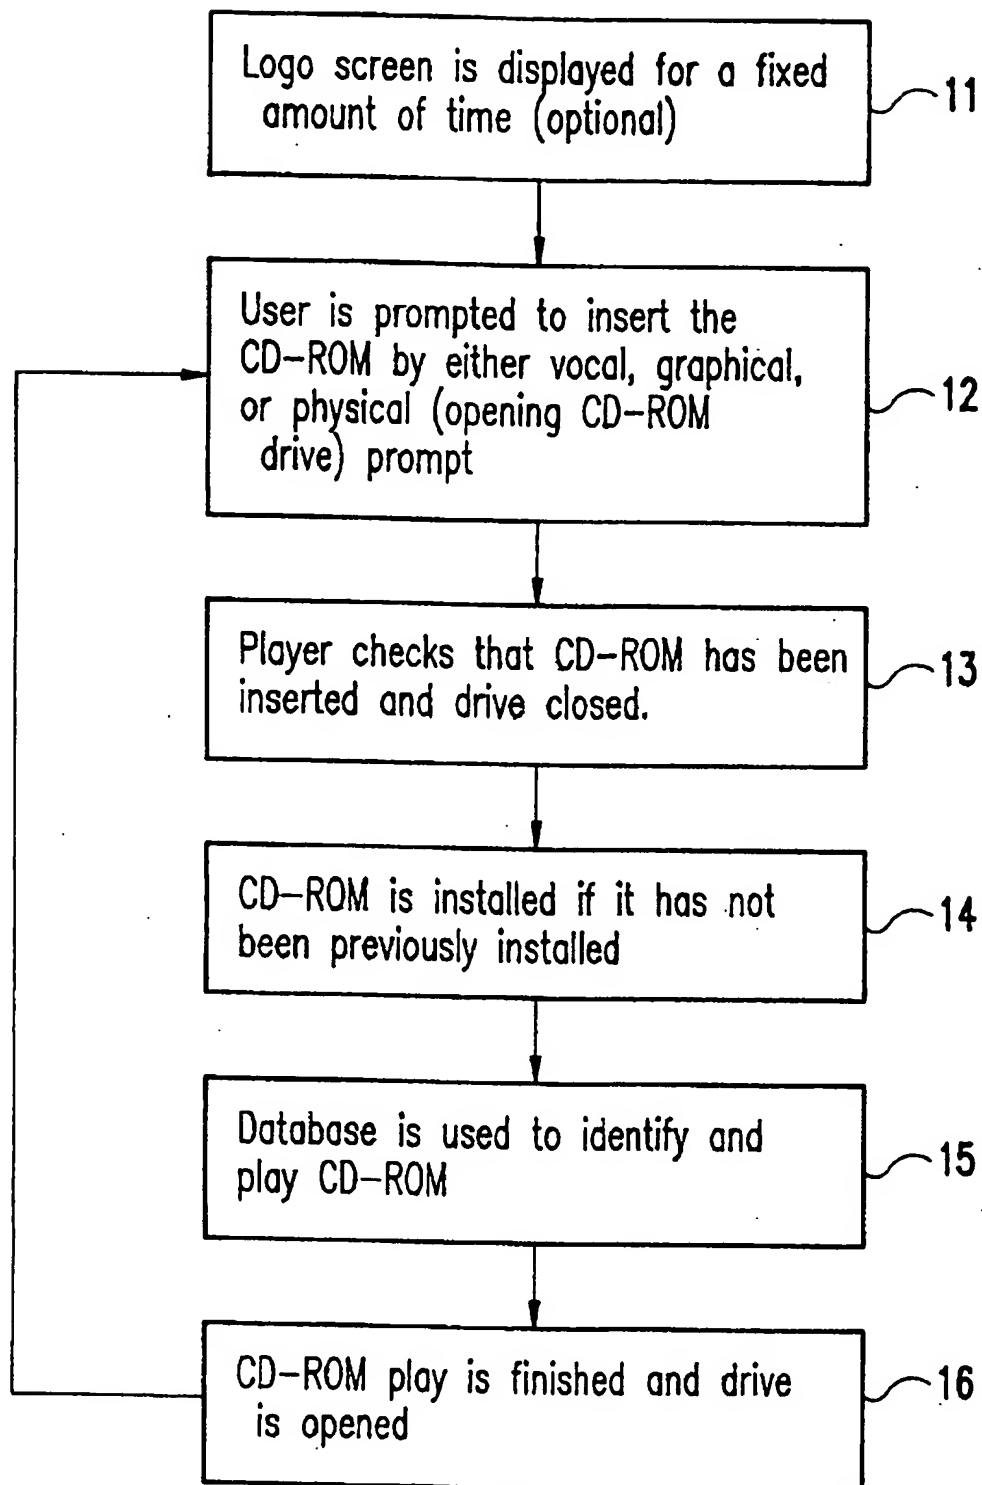 Logo screen is displayed for a fixed
amount of time (optional)
11
User is prompted to insert the
CD-ROM by either vocal, graphical,
or physical (opening CD-ROM
drive) prompt
12
Player checks that CD-ROM has been
inserted and drive closed.
13
CD-ROM is installed if it has not
been previously installed
14
Database is used to identify and
play CD-ROM
15
CD-ROM play is finished and drive
is opened
16